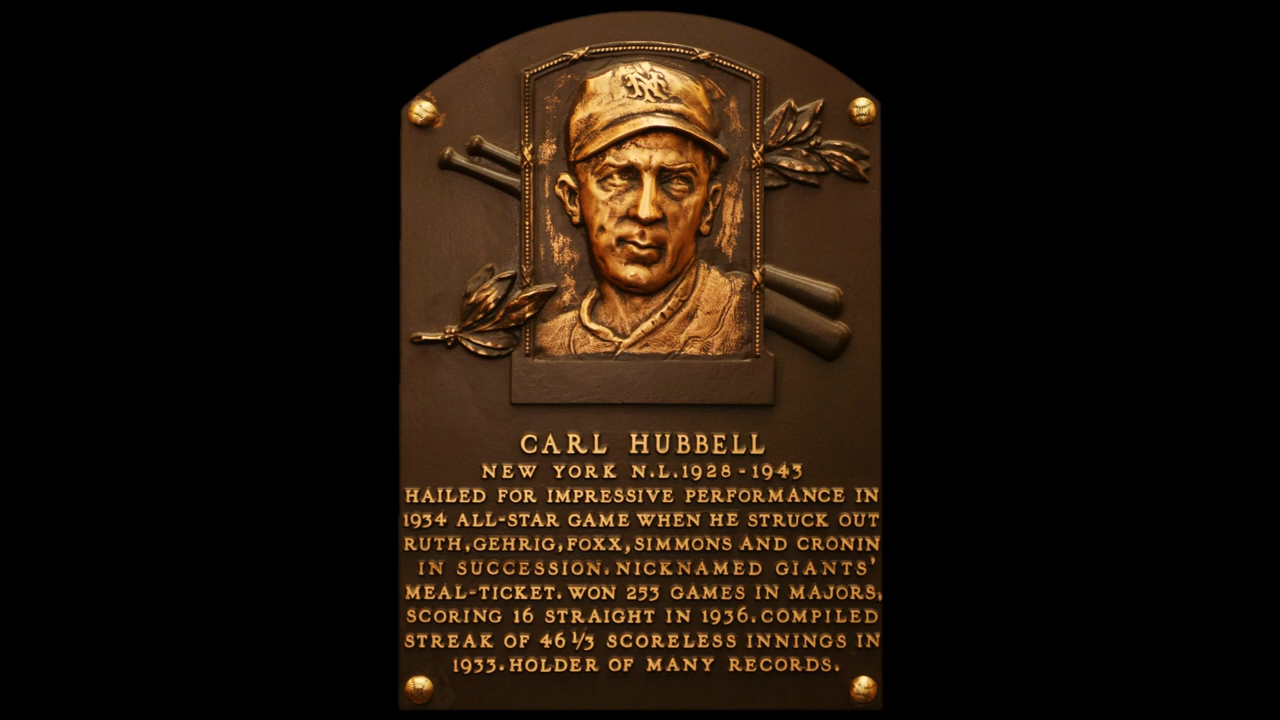 NY
CARL HUBBELL
NEW YORK N.L. 1928-1943
HAILED FOR IMPRESSIVE PERFORMANCE IN
1934 ALL-STAR GAME WHEN HE STRUCK OUT
RUTH, GEHRIG, FOXX, SIMMONS AND CRONIN
IN SUCCESSION. NICKNAMED GIANTS'
MEAL-TICKET. WON 253 GAMES IN MAJORS,
SCORING 16 STRAIGHT IN 1936. COMPILED
STREAK OF 46 1/3 SCORELESS INNINGS IN
1933. HOLDER OF MANY RECORDS.